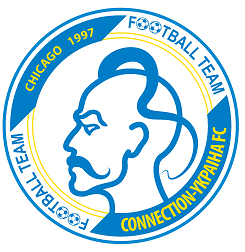 CHICAGO 1997
FOOTBALL TEAM
FOOTBALL TEAM
CONNECTION-УКРАЇНА FC